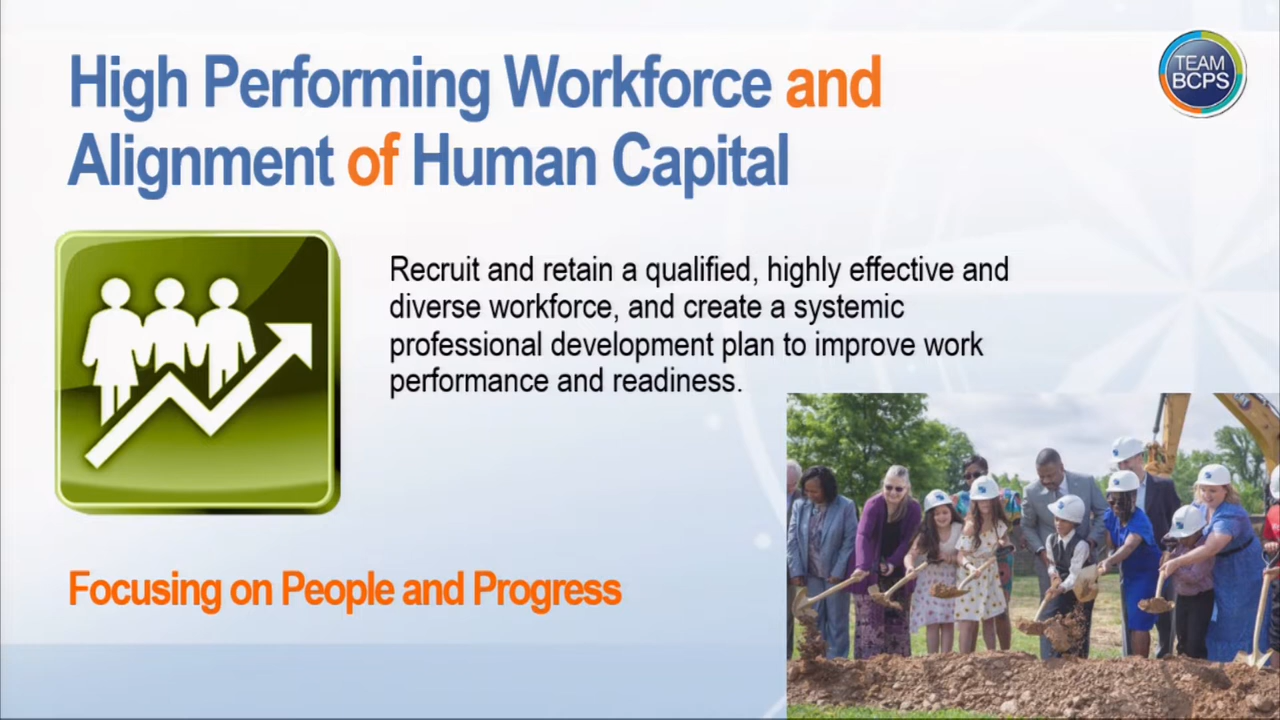 High Performing Workforce and
Alignment of Human Capital
TEAM
BCPS
Recruit and retain a qualified, highly effective and
diverse workforce, and create a systemic
professional development plan to improve work
performance and readiness.
Focusing on People and Progress